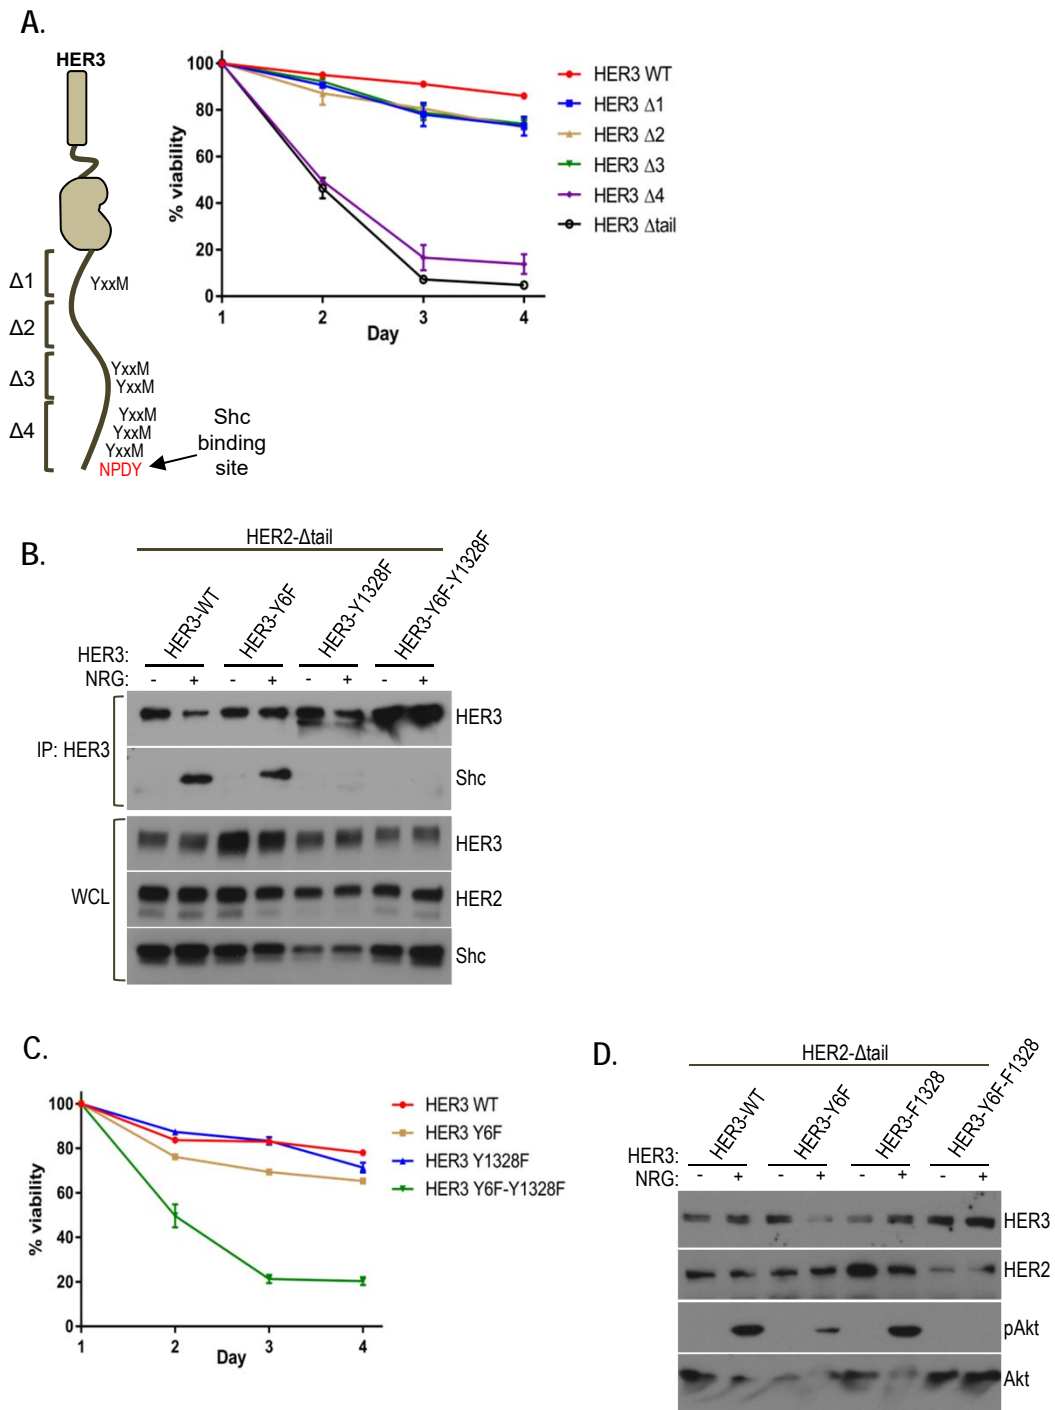 A.
HER3
Δ1
Δ2
Δ3
Δ4
YxxM
YxxM
YxxM
YxxM
YxxM
YxxM
NPDY
Shc
binding
site
% viability
100
80
60
40
20
0
1
2
3
4
Day
HER3 WT
HER3 Δ1
HER3 Δ2
HER3 Δ3
HER3 Δ4
HER3 Δtail
B.
HER2-Δtail
HER3:
HER3-WT
HER3-Y6F
HER3-Y1328F
HER3-Y6F-Y1328F
NRG: - + - + - + - +
IP: HER3
HER3
Shc
WCL
HER3
HER2
Shc
C.
% viability
100
80
60
40
20
0
1
2
3
4
Day
HER3 WT
HER3 Y6F
HER3 Y1328F
HER3 Y6F-Y1328F
D.
HER2-Δtail
HER3:
HER3-WT
HER3-Y6F
HER3-F1328
HER3-Y6F-F1328
NRG: - + - + - + - +
HER3
HER2
pAkt
Akt